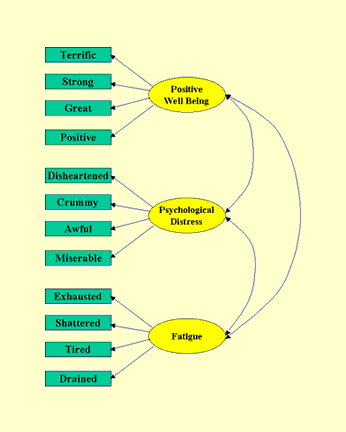 Terrific
Strong
Great
Positive
Positive
Well Being
Disheartened
Crummy
Awful
Miserable
Psychological
Distress
Exhausted
Shattered
Tired
Drained
Fatigue